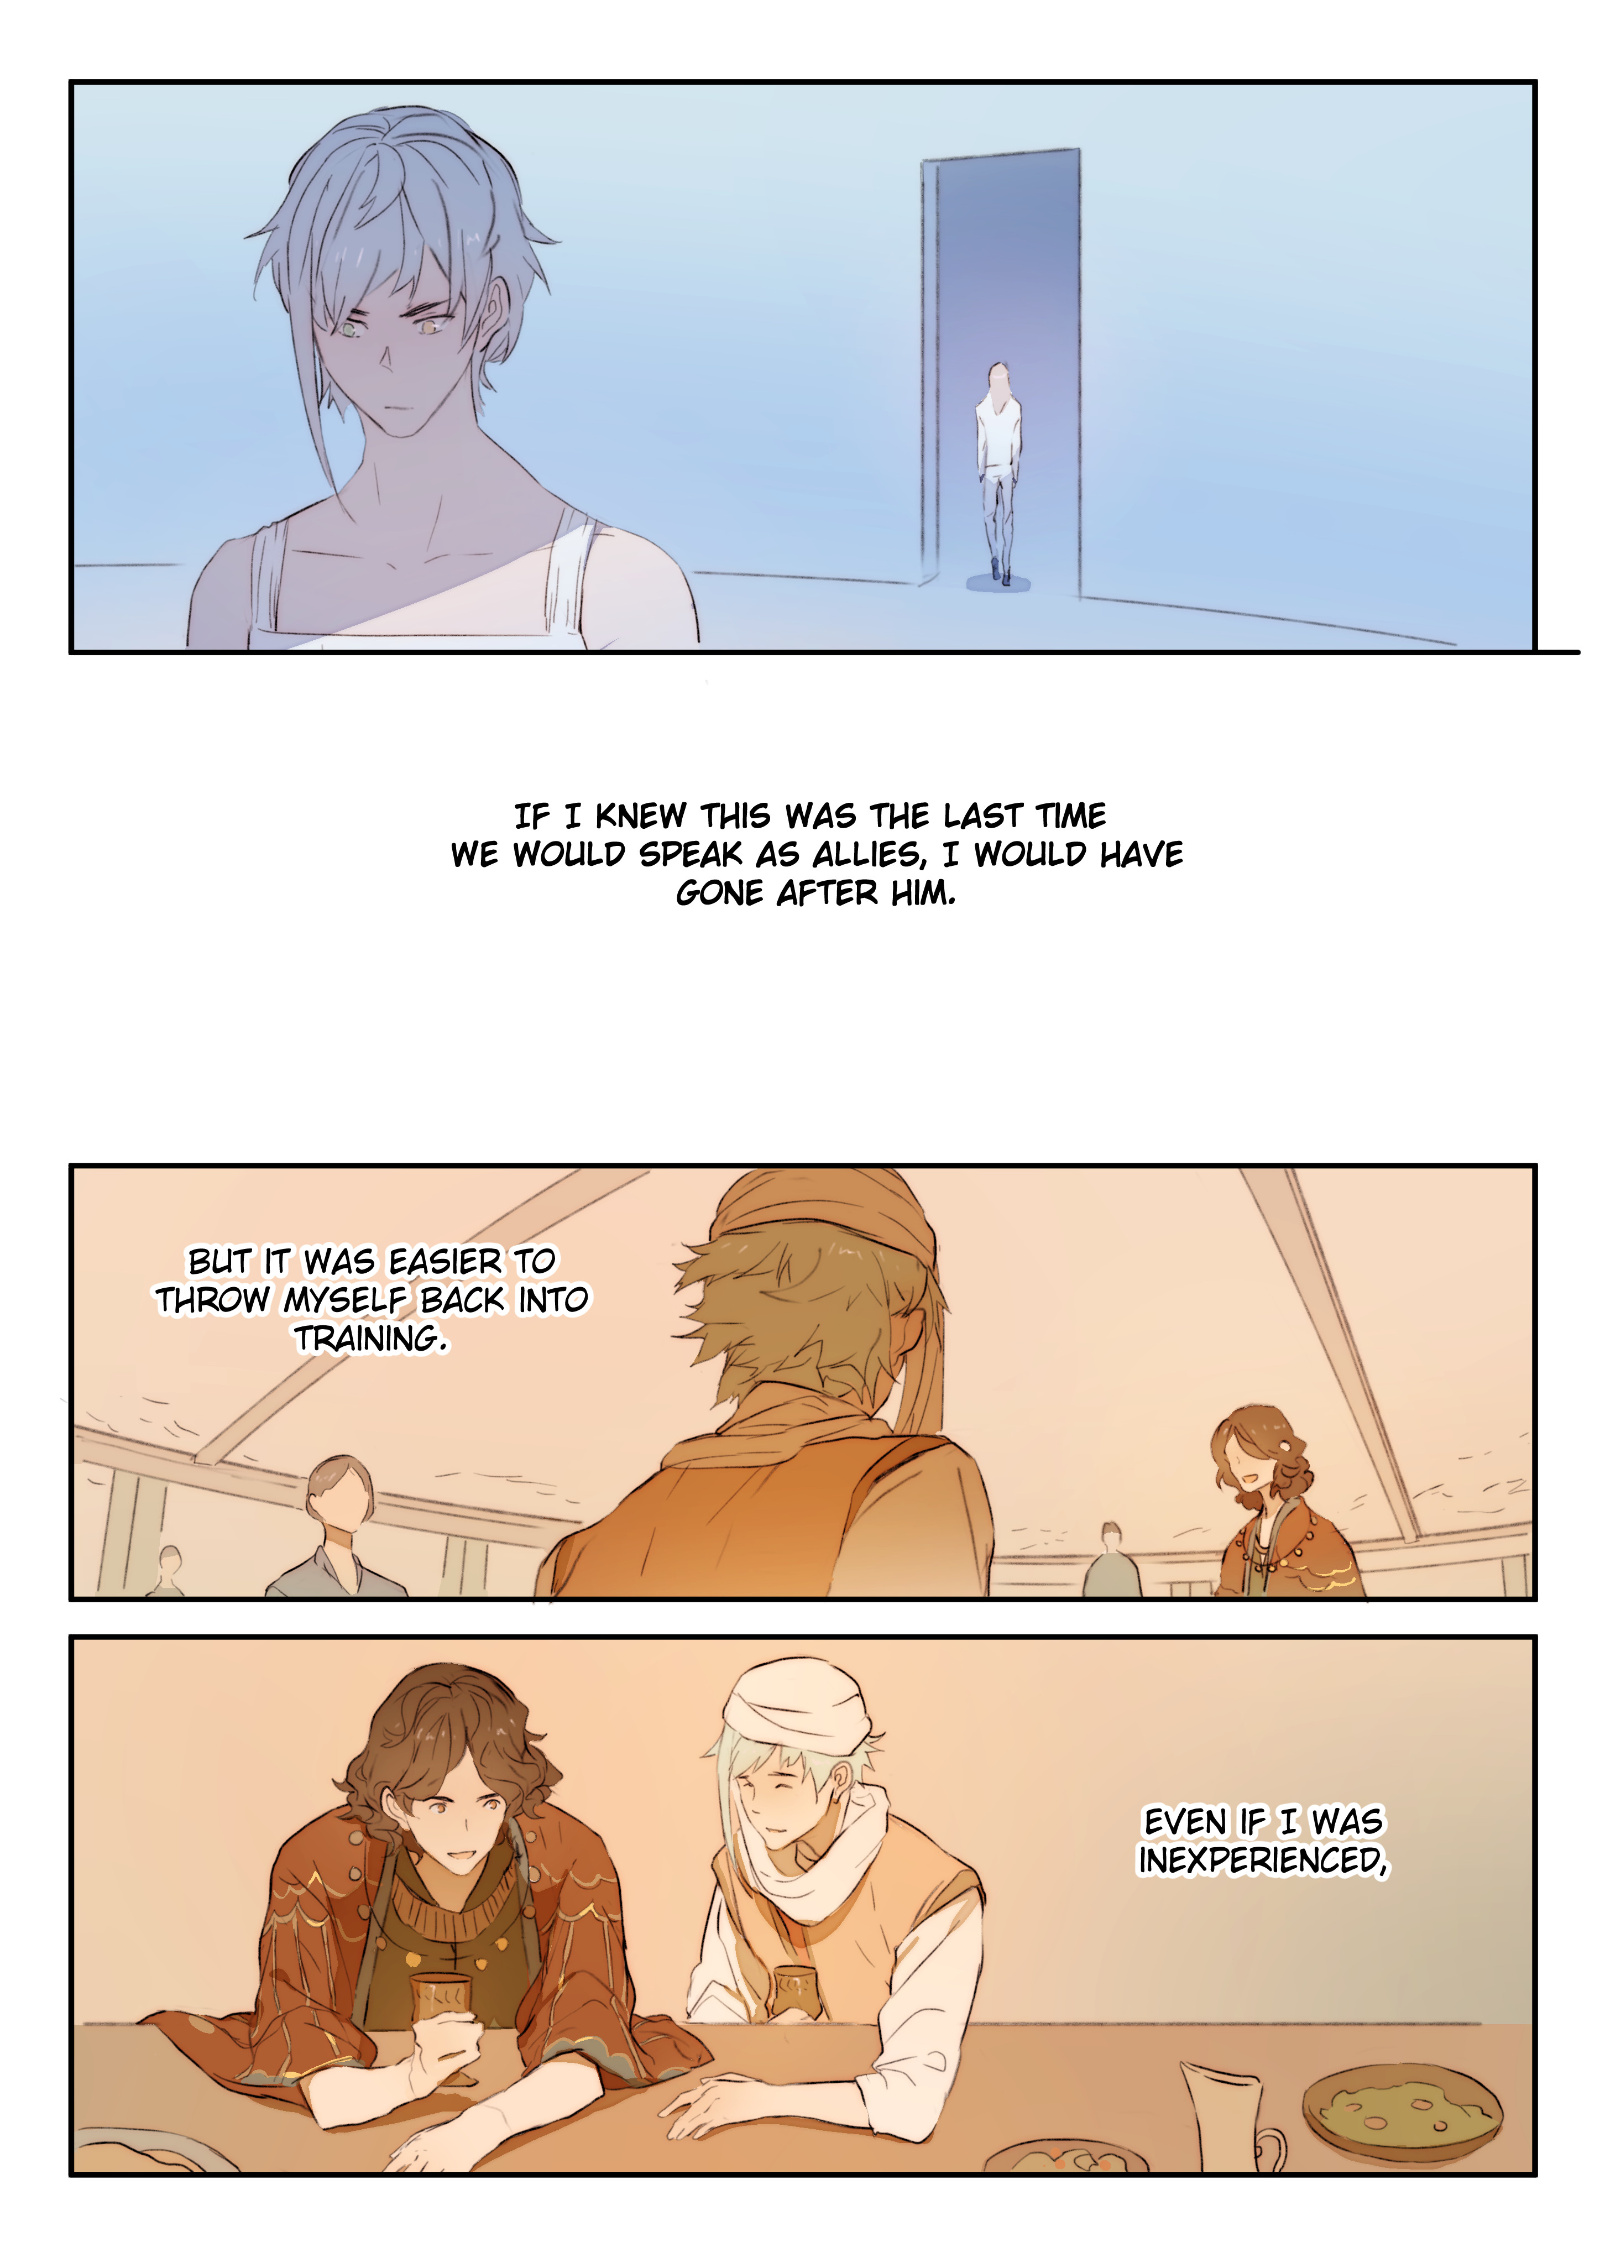 IF I KNEW THIS WAS THE LAST TIME
WE WOULD SPEAK AS ALLIES, I WOULD HAVE
GONE AFTER HIM.
BUT IT WAS EASIER TO
THROW MYSELF BACK INTO
TRAINING.
EVEN IF I WAS
INEXPERIENCED,